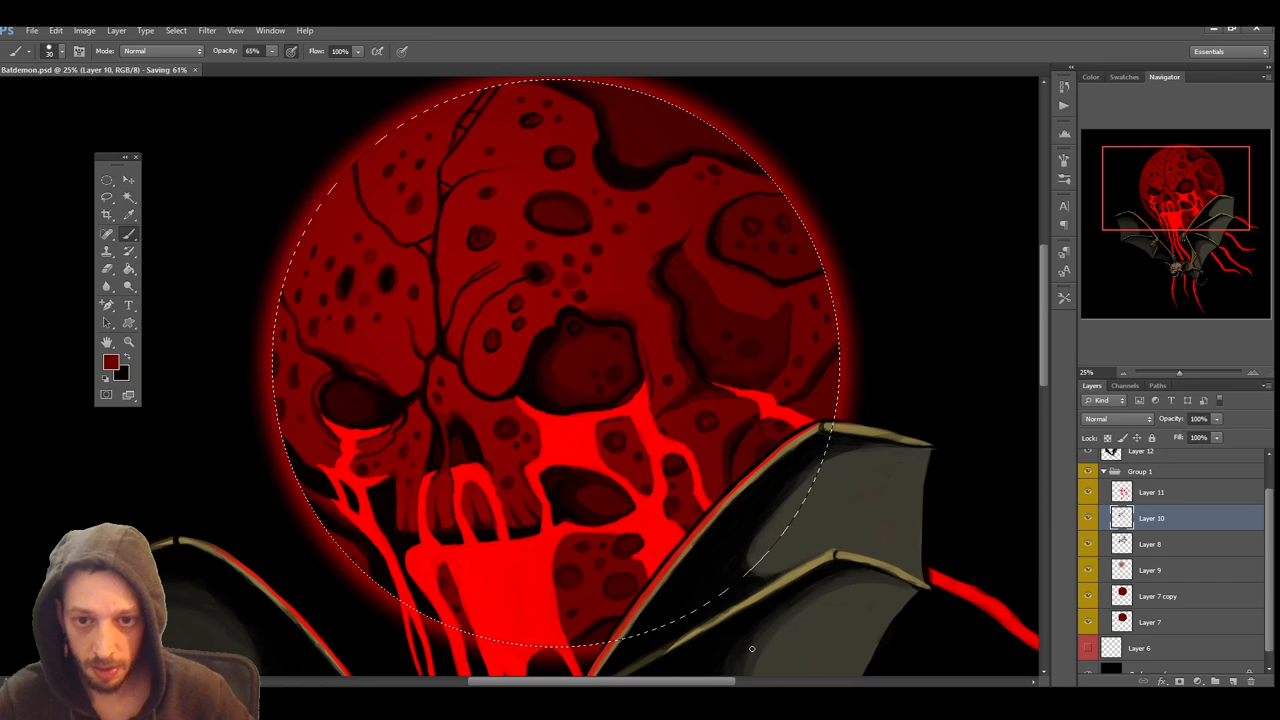 Ps File Edit Image Layer Type Select Filter View Window Help
30 Mode: Normal Opacity: 65% Flow: 100% Essentials
Batdemon.psd @ 25% (Layer 10, RGB/8) - Saving 61% ×
Color Swatches Navigator
25%
Layers Channels Paths
Kind
Normal Opacity: 100%
Lock: Fill: 100%
Layer 12
Group 1
Layer 11
Layer 10
Layer 8
Layer 9
Layer 7 copy
Layer 7
Layer 6